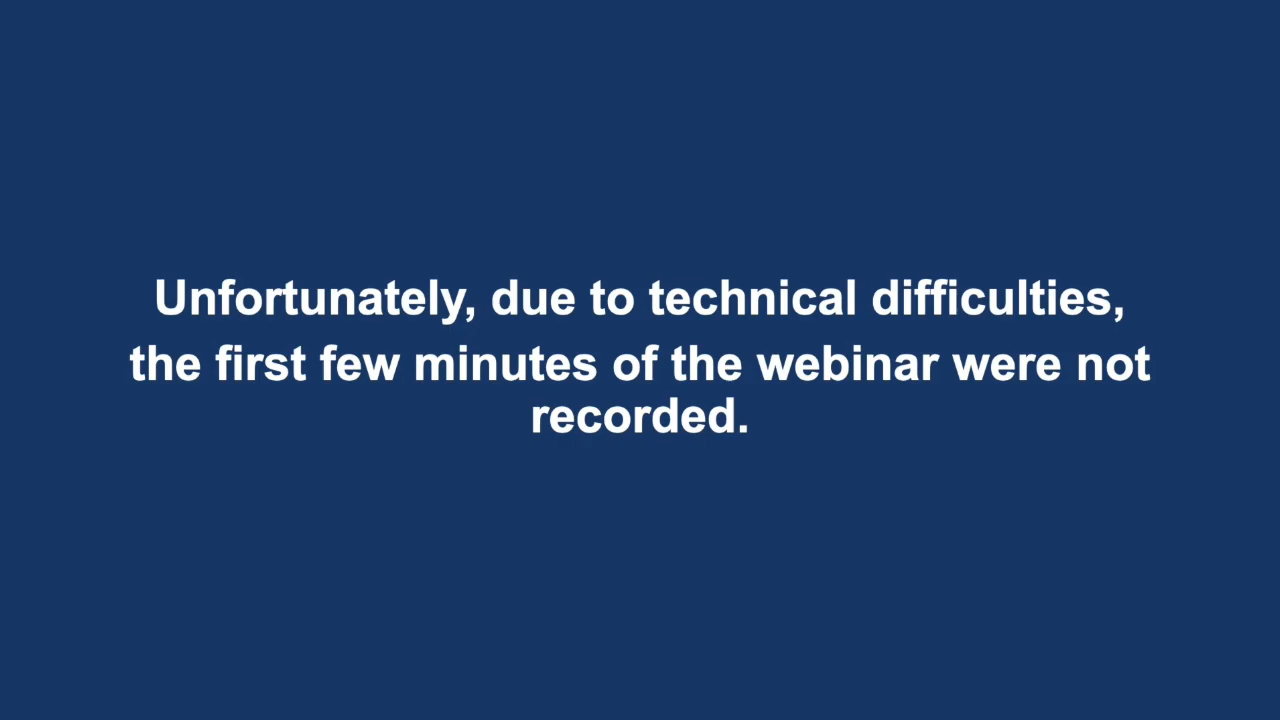 Unfortunately, due to technical difficulties,
the first few minutes of the webinar were not
recorded.